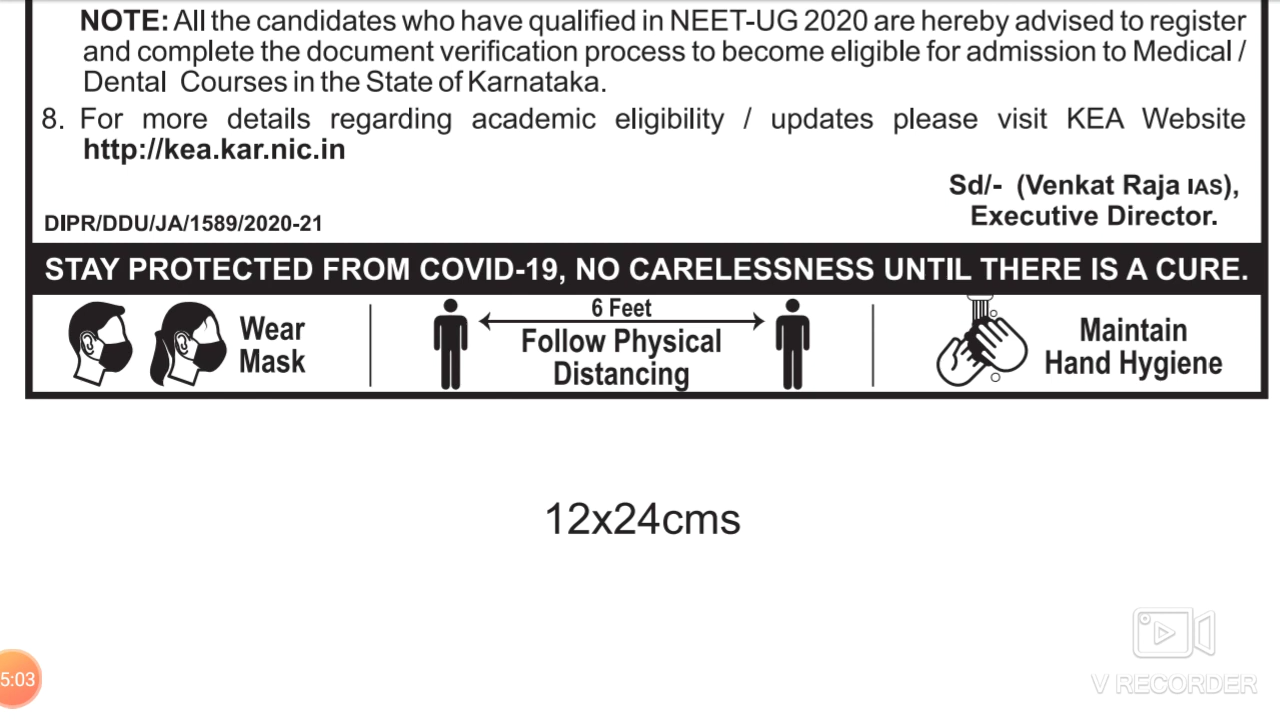 NOTE: All the candidates who have qualified in NEET-UG 2020 are hereby advised to register
and complete the document verification process to become eligible for admission to Medical /
Dental Courses in the State of Karnataka.
8. For more details regarding academic eligibility / updates please visit KEA Website
http://kea.kar.nic.in
Sd/- (Venkat Raja IAS),
Executive Director.
DIPR/DDU/JA/1589/2020-21
STAY PROTECTED FROM COVID-19, NO CARELESSNESS UNTIL THERE IS A CURE.
Wear
Mask
6 Feet
Follow Physical
Distancing
Maintain
Hand Hygiene
12x24cms
5:03
V RECORDER